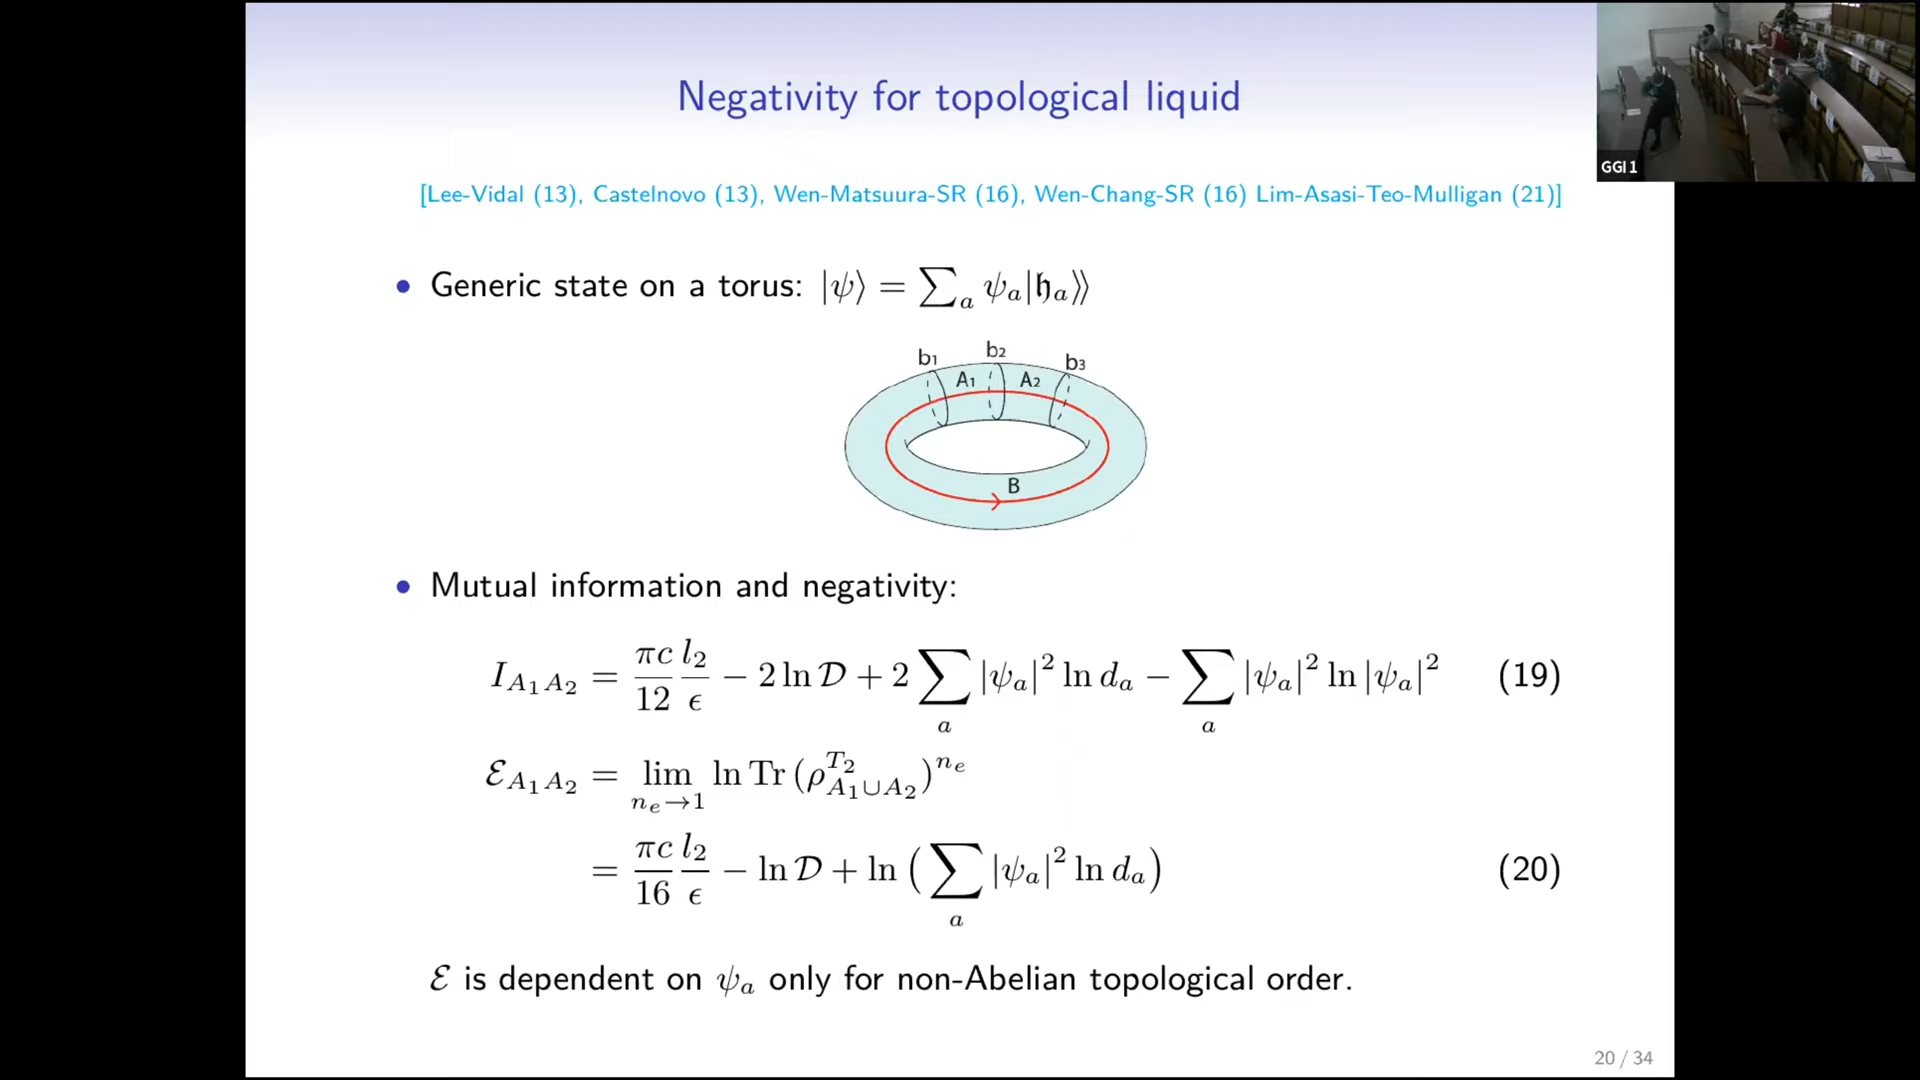 Negativity for topological liquid
GGI 1
[Lee-Vidal (13), Castelnovo (13), Wen-Matsuura-SR (16), Wen-Chang-SR (16) Lim-Asasi-Teo-Mulligan (21)]
• Generic state on a torus: |ψ⟩ = ∑_a ψ_a|𝔥_a⟩⟩
b₁ b₂ b₃
A₁ A₂
B
• Mutual information and negativity:
I_{A₁A₂} = πc/12 l₂/ϵ − 2 ln 𝒟 + 2 ∑_a |ψ_a|² ln d_a − ∑_a |ψ_a|² ln |ψ_a|² (19)
ℰ_{A₁A₂} = lim_{n_e→1} ln Tr (ρ^{T₂}_{A₁∪A₂})^{n_e}
= πc/16 l₂/ϵ − ln 𝒟 + ln (∑_a |ψ_a|² ln d_a) (20)
ℰ is dependent on ψ_a only for non-Abelian topological order.
20 / 34